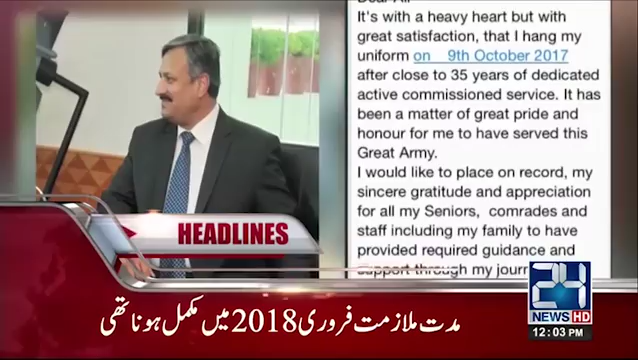 Dear All
It's with a heavy heart but with
great satisfaction, that I hang my
uniform on 9th October 2017
after close to 35 years of dedicated
active commissioned service. It has
been a matter of great pride and
honour for me to have served this
Great Army.
I would like to place on record, my
sincere gratitude and appreciation
for all my Seniors, comrades and
staff including my family to have
provided required guidance and
support through my
HEADLINES
24
NEWS HD
12:03 PM
مدت ملازمت فروری 2018 میں مکمل ہونا تھی